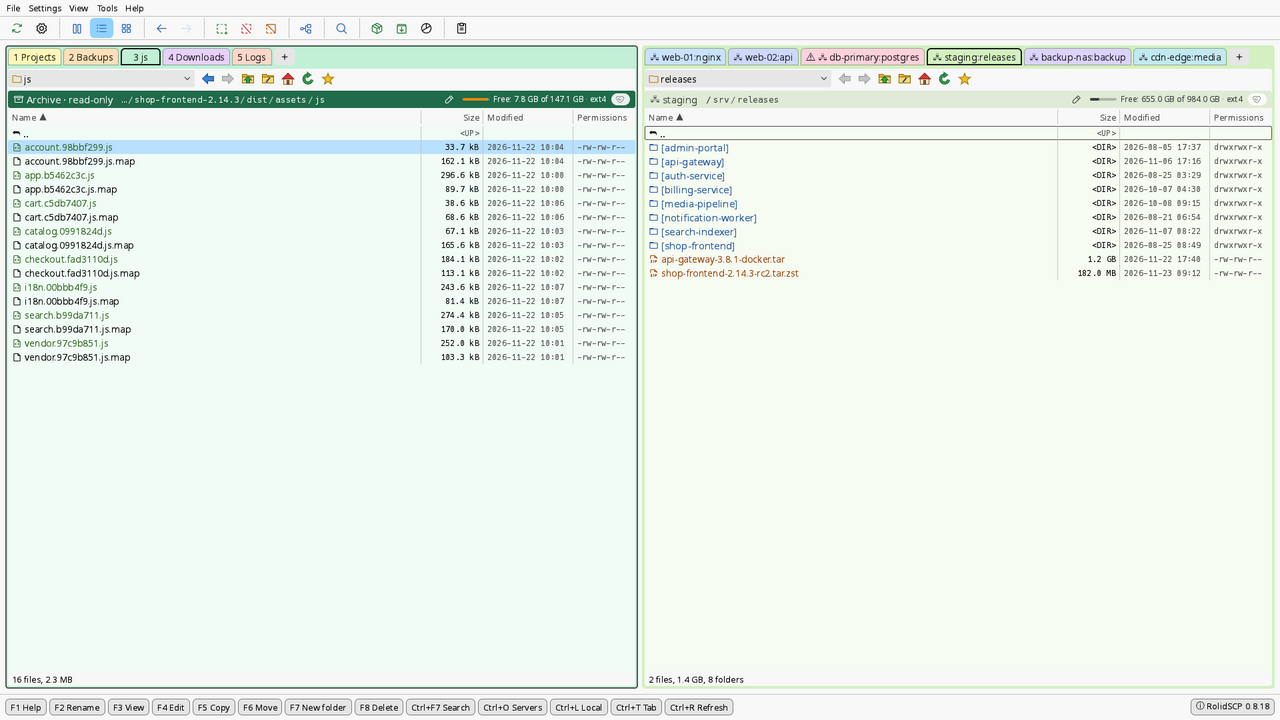 File Settings View Tools Help
1 Projects 2 Backups 3 js 4 Downloads 5 Logs +
js
Archive · read-only …/shop-frontend-2.14.3/dist/assets/js Free: 7.8 GB of 147.1 GB · ext4
Name Size Modified Permissions
.. <UP>
account.98bbf299.js 33.7 kB 2026-11-22 10:04 -rw-rw-r--
account.98bbf299.js.map 162.1 kB 2026-11-22 10:04 -rw-rw-r--
app.b5462c3c.js 296.6 kB 2026-11-22 10:00 -rw-rw-r--
app.b5462c3c.js.map 89.7 kB 2026-11-22 10:00 -rw-rw-r--
cart.c5db7407.js 38.6 kB 2026-11-22 10:06 -rw-rw-r--
cart.c5db7407.js.map 68.6 kB 2026-11-22 10:06 -rw-rw-r--
catalog.0991824d.js 67.1 kB 2026-11-22 10:03 -rw-rw-r--
catalog.0991824d.js.map 165.6 kB 2026-11-22 10:03 -rw-rw-r--
checkout.fad3110d.js 184.1 kB 2026-11-22 10:02 -rw-rw-r--
checkout.fad3110d.js.map 113.1 kB 2026-11-22 10:02 -rw-rw-r--
i18n.00bbb4f9.js 243.6 kB 2026-11-22 10:07 -rw-rw-r--
i18n.00bbb4f9.js.map 81.4 kB 2026-11-22 10:07 -rw-rw-r--
search.b99da711.js 274.4 kB 2026-11-22 10:05 -rw-rw-r--
search.b99da711.js.map 170.0 kB 2026-11-22 10:05 -rw-rw-r--
vendor.97c9b851.js 252.0 kB 2026-11-22 10:01 -rw-rw-r--
vendor.97c9b851.js.map 103.3 kB 2026-11-22 10:01 -rw-rw-r--
16 files, 2.3 MB
web-01:nginx web-02:api db-primary:postgres staging:releases backup-nas:backup cdn-edge:media +
releases
staging /srv/releases Free: 655.0 GB of 984.0 GB · ext4
Name Size Modified Permissions
.. <UP>
[admin-portal] <DIR> 2026-08-05 17:37 drwxrwxr-x
[api-gateway] <DIR> 2026-11-06 17:16 drwxrwxr-x
[auth-service] <DIR> 2026-08-25 03:29 drwxrwxr-x
[billing-service] <DIR> 2026-10-07 04:30 drwxrwxr-x
[media-pipeline] <DIR> 2026-10-08 09:15 drwxrwxr-x
[notification-worker] <DIR> 2026-08-21 06:54 drwxrwxr-x
[search-indexer] <DIR> 2026-11-07 08:22 drwxrwxr-x
[shop-frontend] <DIR> 2026-08-25 08:49 drwxrwxr-x
api-gateway-3.8.1-docker.tar 1.2 GB 2026-11-22 17:40 -rw-rw-r--
shop-frontend-2.14.3-rc2.tar.zst 182.0 MB 2026-11-23 09:12 -rw-rw-r--
2 files, 1.4 GB, 8 folders
F1 Help F2 Rename F3 View F4 Edit F5 Copy F6 Move F7 New folder F8 Delete Ctrl+F7 Search Ctrl+O Servers Ctrl+L Local Ctrl+T Tab Ctrl+R Refresh RolidSCP 0.8.18